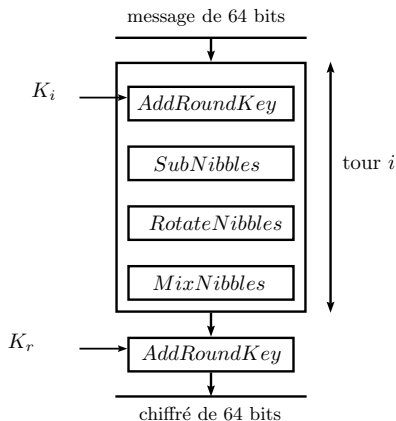 message de 64 bits
K_i
AddRoundKey
SubNibbles
tour i
RotateNibbles
MixNibbles
K_r
AddRoundKey
chiffré de 64 bits